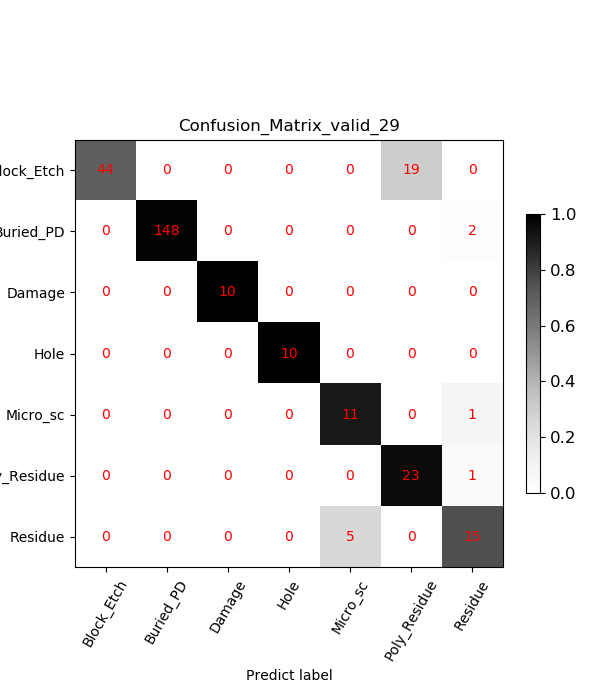 Confusion_Matrix_valid_29
lock_Etch 44 0 0 0 0 19 0
Buried_PD 0 148 0 0 0 0 2
Damage 0 0 10 0 0 0 0
Hole 0 0 0 10 0 0 0
Micro_sc 0 0 0 0 11 0 1
y_Residue 0 0 0 0 0 23 1
Residue 0 0 0 0 5 0 15
Block_Etch Buried_PD Damage Hole Micro_sc Poly_Residue Residue
Predict label
1.0
0.8
0.6
0.4
0.2
0.0